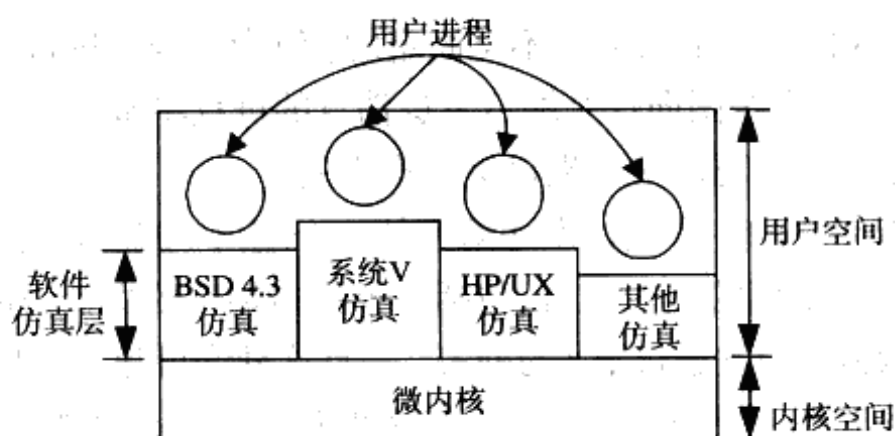 用户进程
用户空间
软件
仿真层
BSD 4.3
仿真
系统V
仿真
HP/UX
仿真
其他
仿真
微内核
内核空间